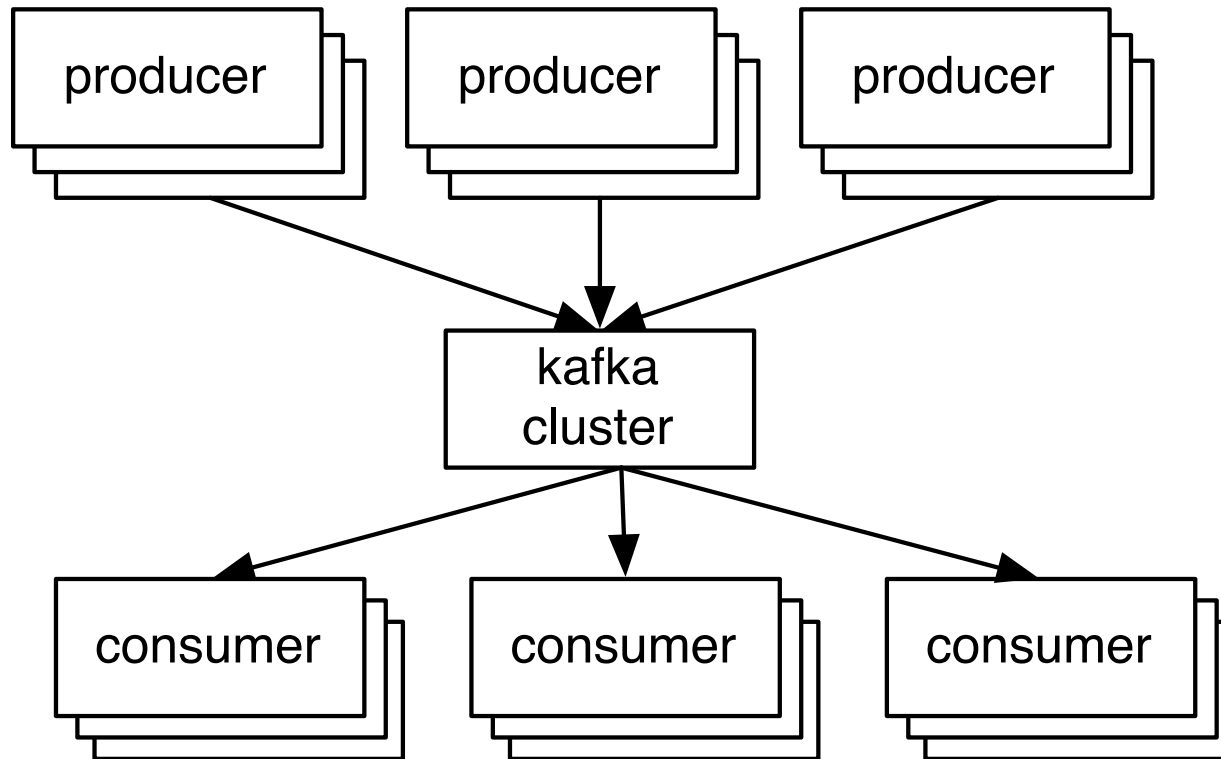 producer
producer
producer
kafka
cluster
consumer
consumer
consumer